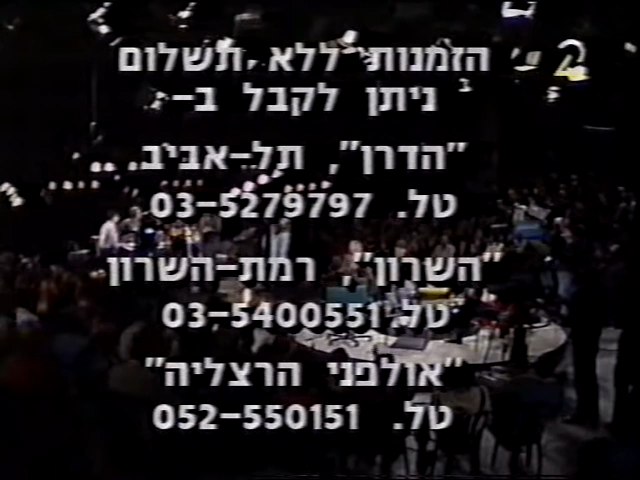 הזמנות ללא תשלום
ניתן לקבל ב-
"הדרן", תל-אביב
טל. 03-5279797
"השרון", רמת-השרון
טל. 03-5400551
"אולפני הרצליה"
טל. 052-550151
2